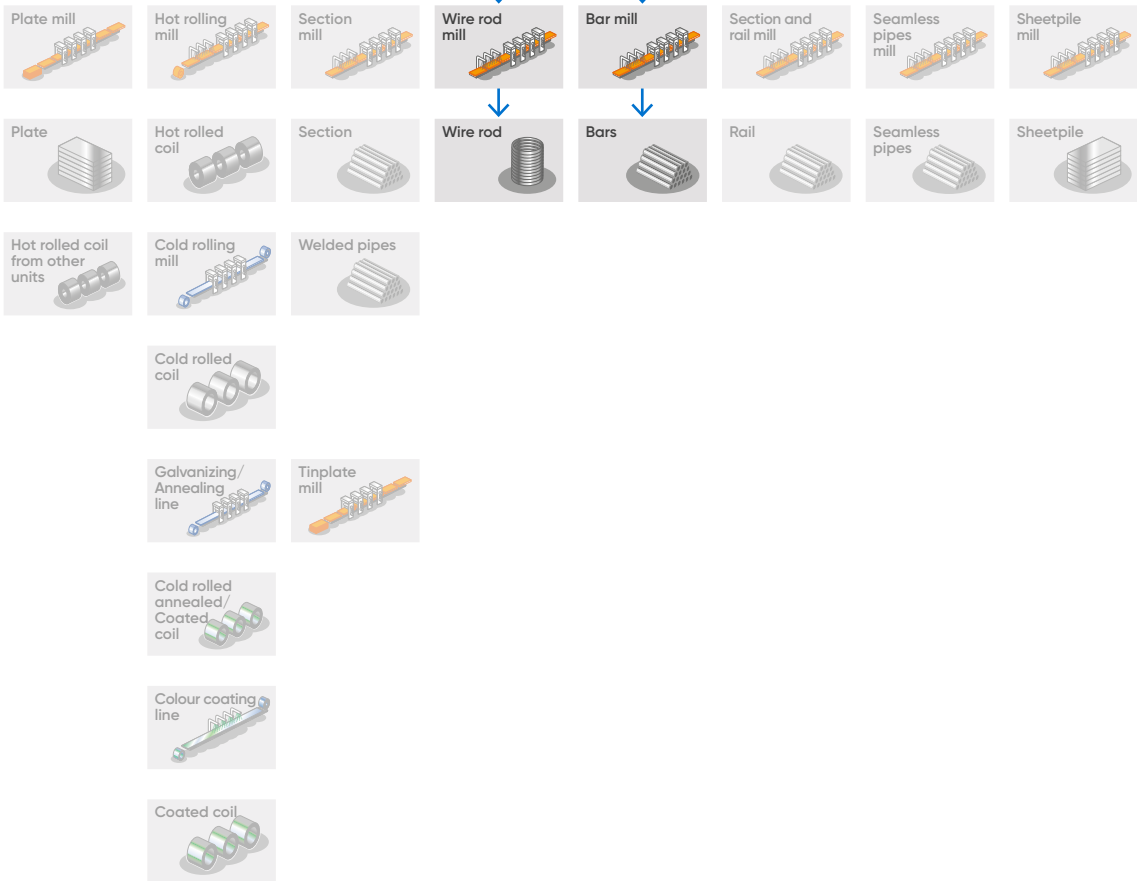 Plate mill
Hot rolling
mill
Section
mill
Wire rod
mill
Bar mill
Section and
rail mill
Seamless
pipes
mill
Sheetpile
mill
Plate
Hot rolled
coil
Section
Wire rod
Bars
Rail
Seamless
pipes
Sheetpile
Hot rolled coil
from other
units
Cold rolling
mill
Welded pipes
Cold rolled
coil
Galvanizing/
Annealing
line
Tinplate
mill
Cold rolled
annealed/
Coated
coil
Colour coating
line
Coated coil